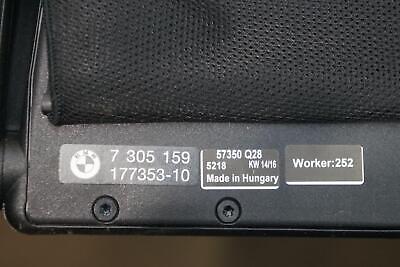 7 305 159
177353-10
57350 Q28
5218 KW 14/16
Made in Hungary
Worker:252